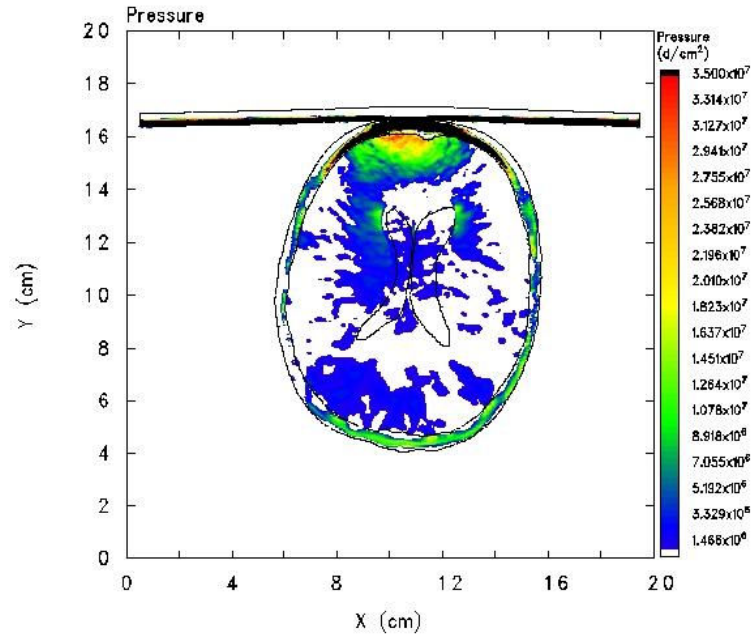 Pressure
Pressure
(d/cm²)
20
18
16
14
12
10
8
6
4
2
0
Y (cm)
0 4 8 12 16 20
X (cm)
3.500x10⁷
3.314x10⁷
3.127x10⁷
2.941x10⁷
2.755x10⁷
2.568x10⁷
2.382x10⁷
2.196x10⁷
2.010x10⁷
1.823x10⁷
1.637x10⁷
1.451x10⁷
1.264x10⁷
1.078x10⁷
8.918x10⁶
7.055x10⁶
5.192x10⁶
3.329x10⁶
1.466x10⁶